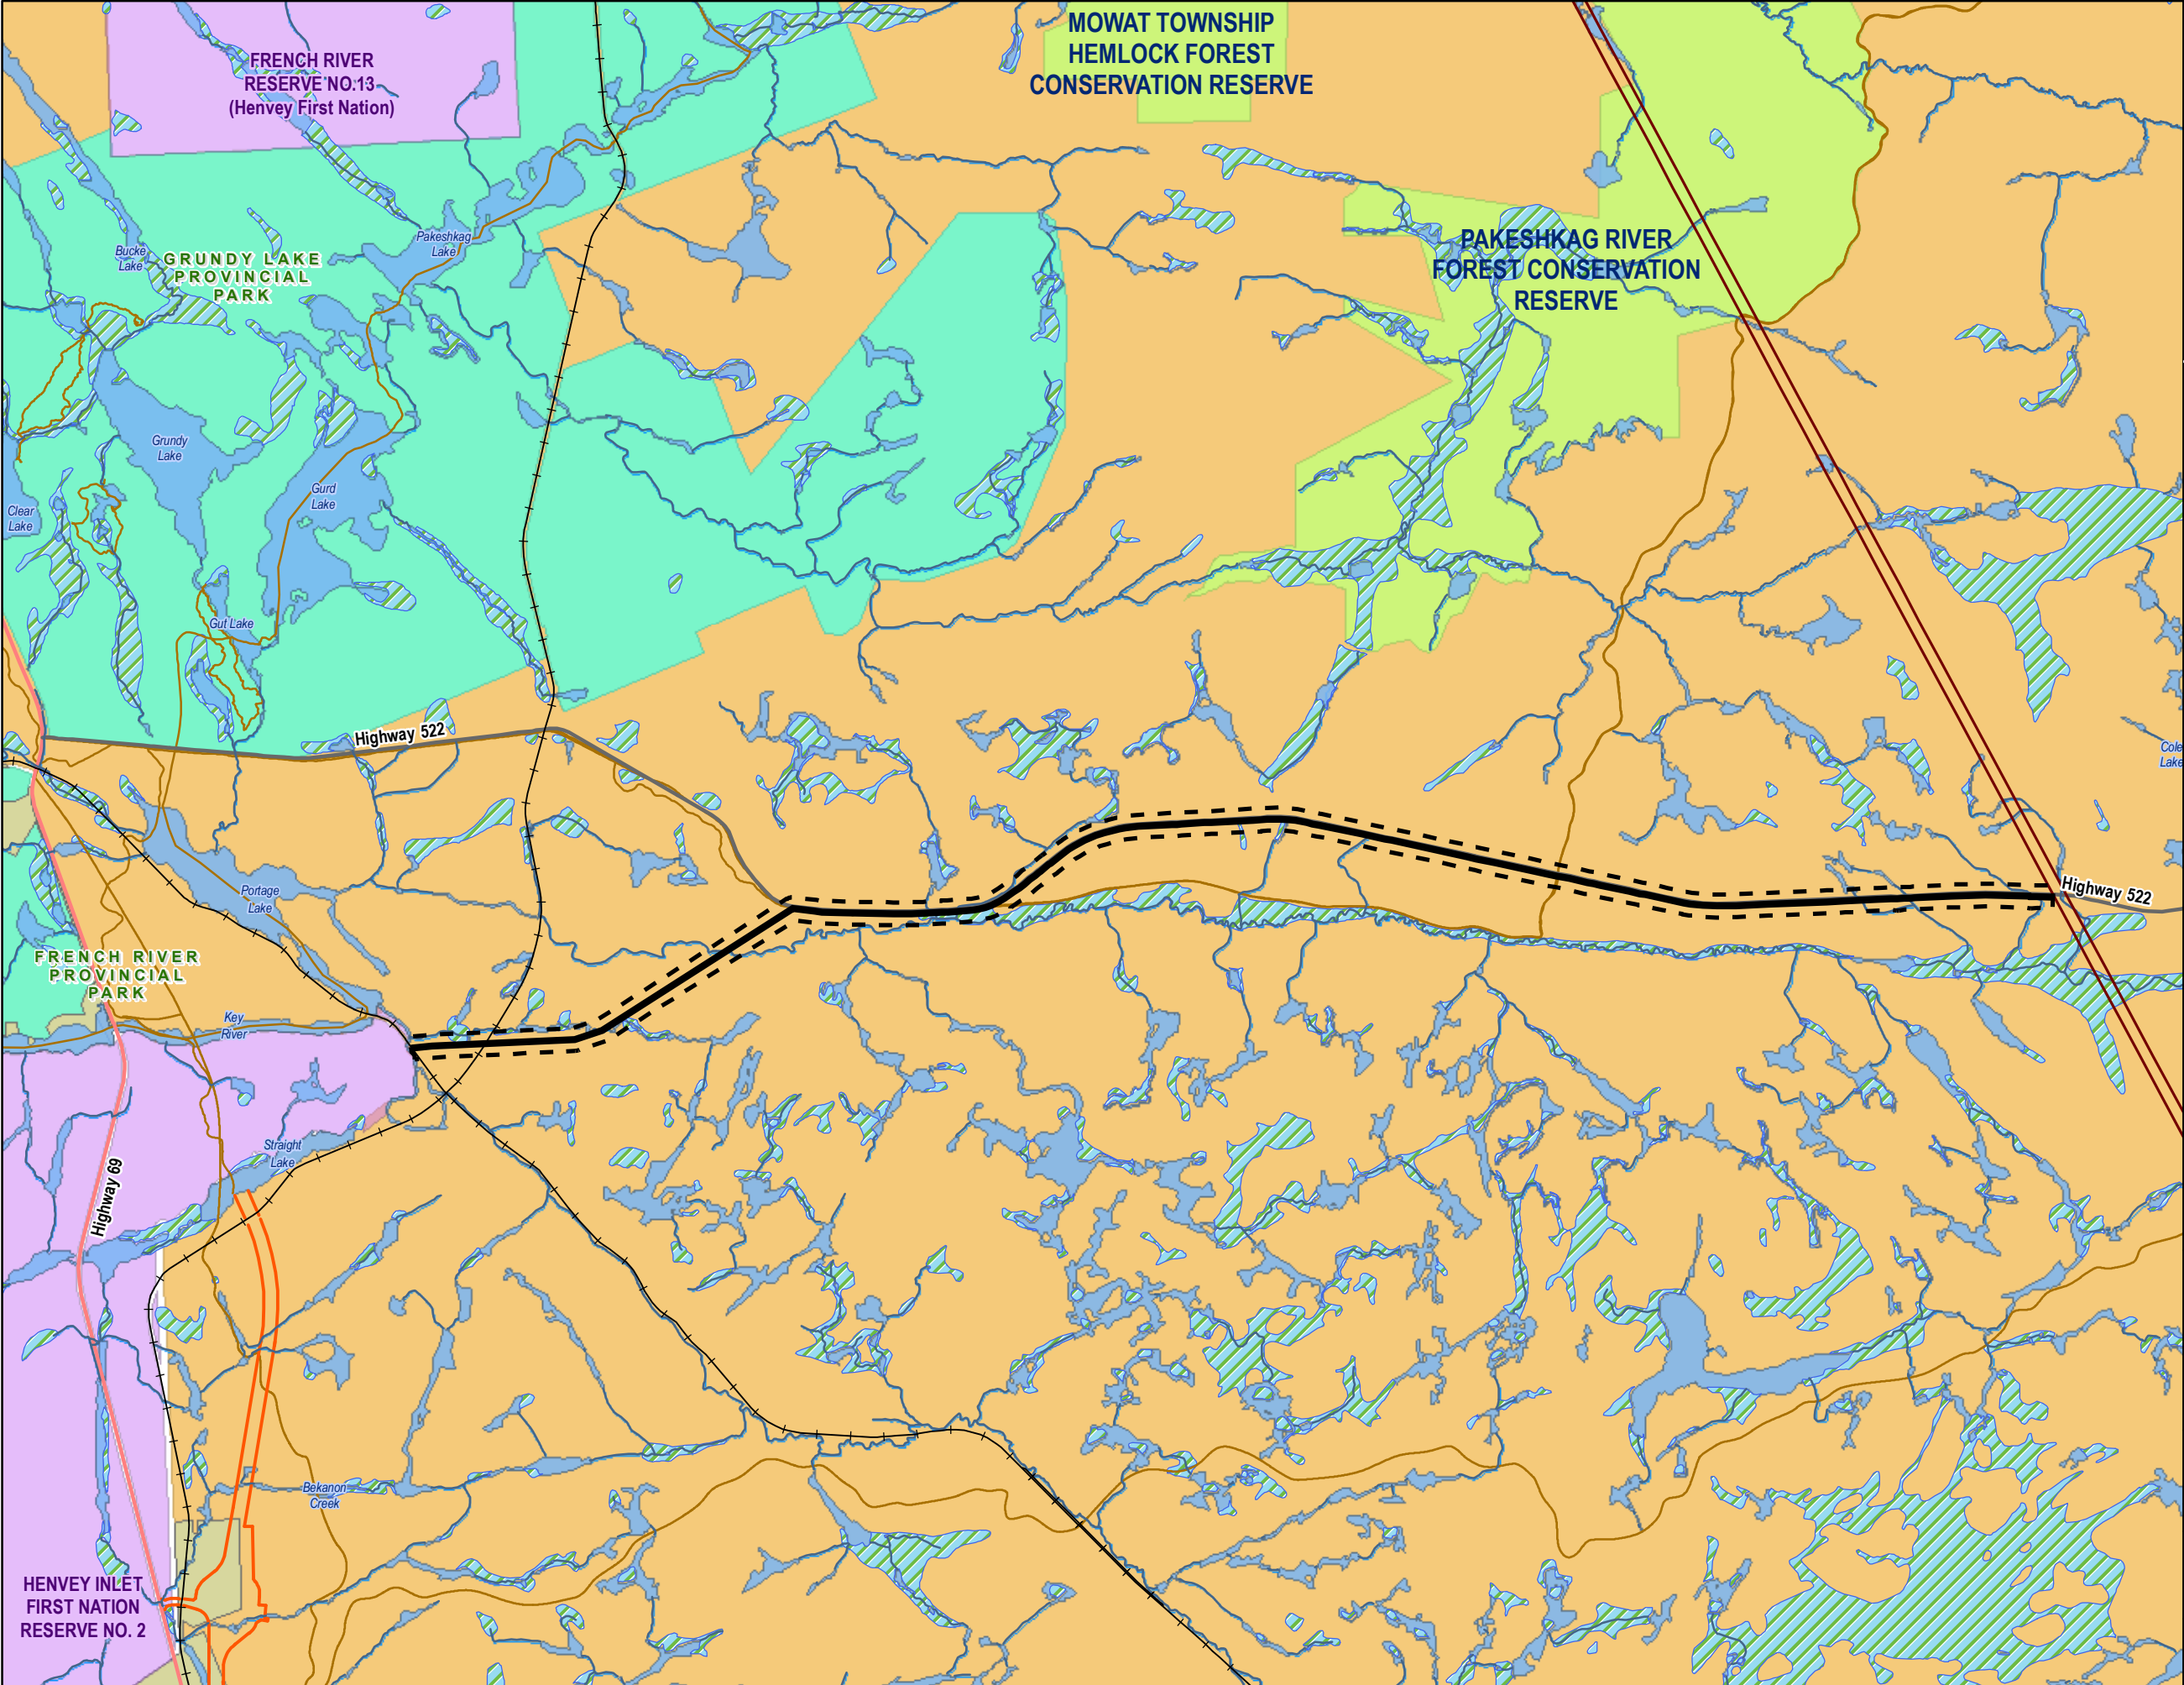 MOWAT TOWNSHIP
HEMLOCK FOREST
CONSERVATION RESERVE
FRENCH RIVER
RESERVE NO.13
(Henvey First Nation)
PAKESHKAG RIVER
FOREST CONSERVATION
RESERVE
Pakeshkag
Lake
Bucke
Lake
GRUNDY LAKE
PROVINCIAL
PARK
Grundy
Lake
Gurd
Lake
Clear
Lake
Gut Lake
Highway 522
Cole
Lake
Portage
Lake
Highway 522
FRENCH RIVER
PROVINCIAL
PARK
Key
River
Straight
Lake
Highway 69
Bekanon
Creek
HENVEY INLET
FIRST NATION
RESERVE NO. 2